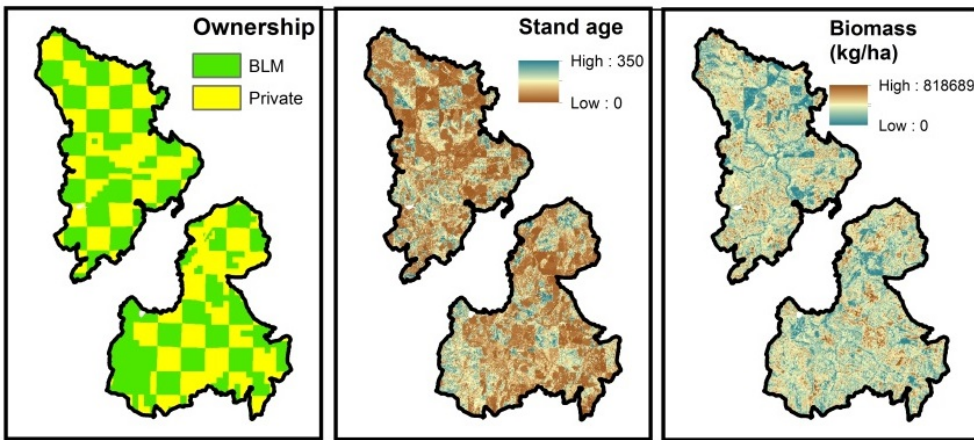 Ownership
BLM
Private
Stand age
High : 350
Low : 0
Biomass
(kg/ha)
High : 818689
Low : 0